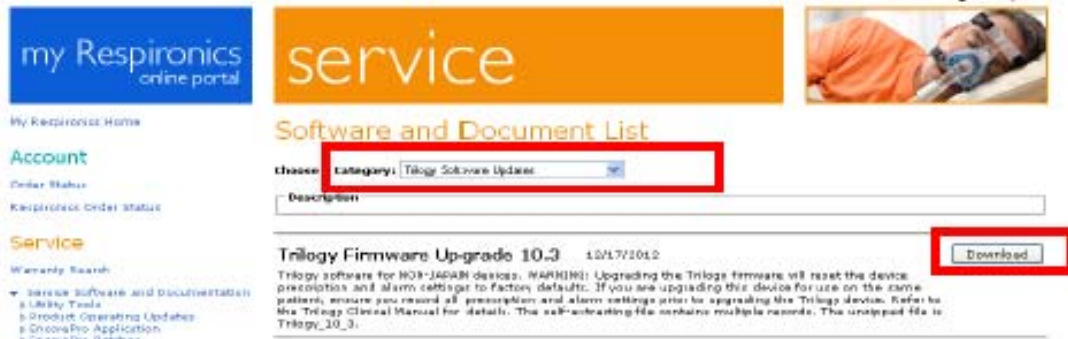 my Respironics
online portal
service
My Respironics Home
Account
Order Status
Respironics Order Status
Service
Warranty Search
Service Software and Documentation
Utility Tools
Product Operating Updates
EncorePro Application
Software and Document List
Choose Category: Trilogy Software Updates
Description
Trilogy Firmware Upgrade 10.3 12/17/2012
Download
Trilogy software for NON-JAPAN devices. WARNING: Upgrading the Trilogy firmware will reset the device
prescription and alarm settings to factory defaults. If you are upgrading this device for use on the same
patient, ensure you record all prescription and alarm settings prior to upgrading the Trilogy device. Refer to
the Trilogy Clinical Manual for details. The self-extracting file contains multiple records. The unzipped file is
Trilogy_10_3.